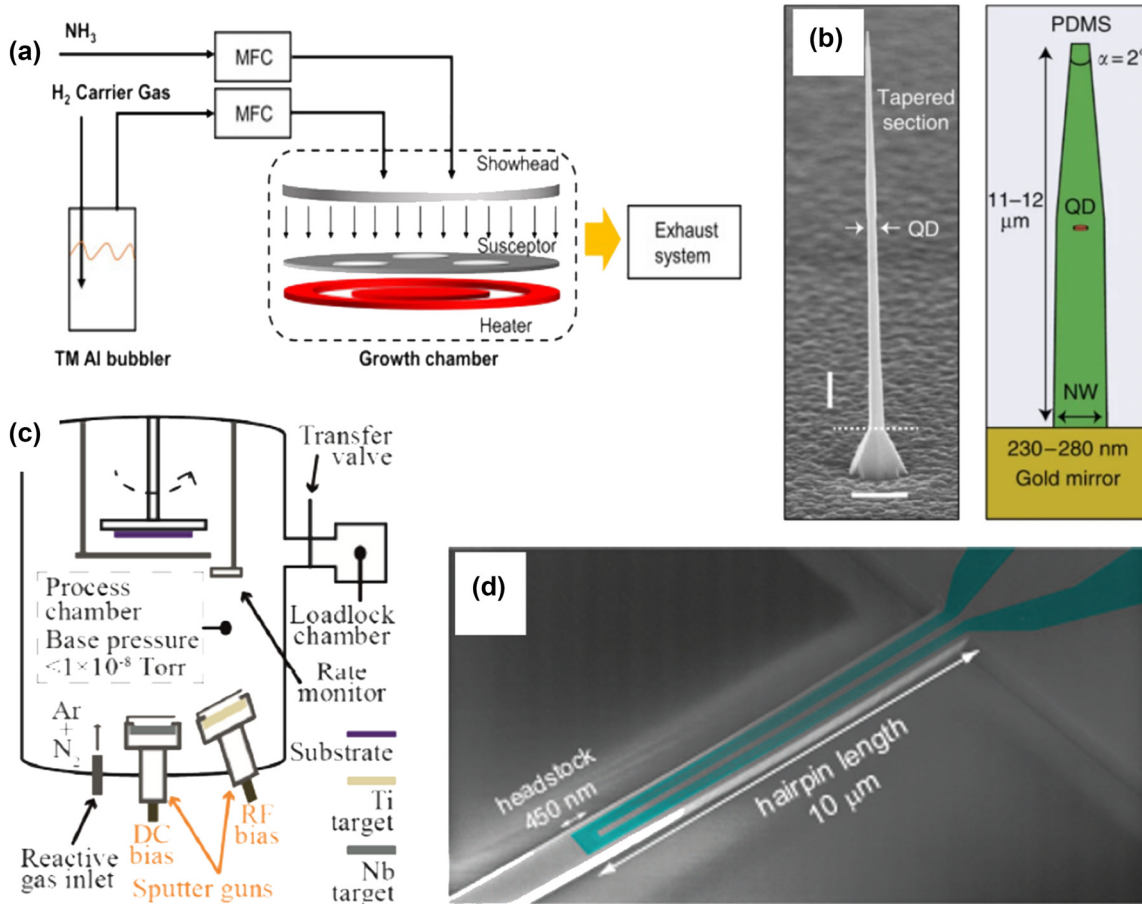 (a)
NH3
MFC
H2 Carrier Gas
MFC
Showhead
Susceptor
Heater
Exhaust
system
TM Al bubbler
Growth chamber
(b)
Tapered
section
QD
PDMS
α = 2°
11–12
μm
QD
NW
230–280 nm
Gold mirror
(c)
Transfer
valve
Process
chamber
Base pressure
<1×10-8 Torr
Loadlock
chamber
Rate
monitor
Ar
+
N2
Substrate
Ti
target
Nb
target
DC
bias
RF
bias
Reactive
gas inlet
Sputter guns
(d)
headstock
450 nm
hairpin length
10 μm